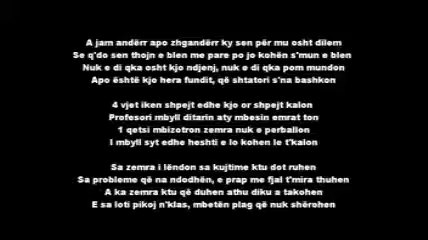 A jam andërr apo zhgandërr ky sen për mu osht dilem
Se q'do sen thojn e blen me pare po jo kohën s'mun e blen
Nuk e di qka osht kjo ndjenj, nuk e di qka pom mundon
Apo është kjo hera fundit, që shtatori s'na bashkon
4 vjet iken shpejt edhe kjo or shpejt kalon
Profesori mbyll ditarin aty mbesin emrat ton
1 qetsi mbizotron zemra nuk e perballon
I mbyll syt edhe heshti e lo kohen le t'kalon
Sa zemra i lëndon sa kujtime ktu dot ruhen
Sa probleme që na ndodhën, e prap me fjal t'mira thuhen
A ka zemra ktu që duhen athu diku a takohen
E sa loti pikoj n'klas, mbetën plag që nuk shërohen